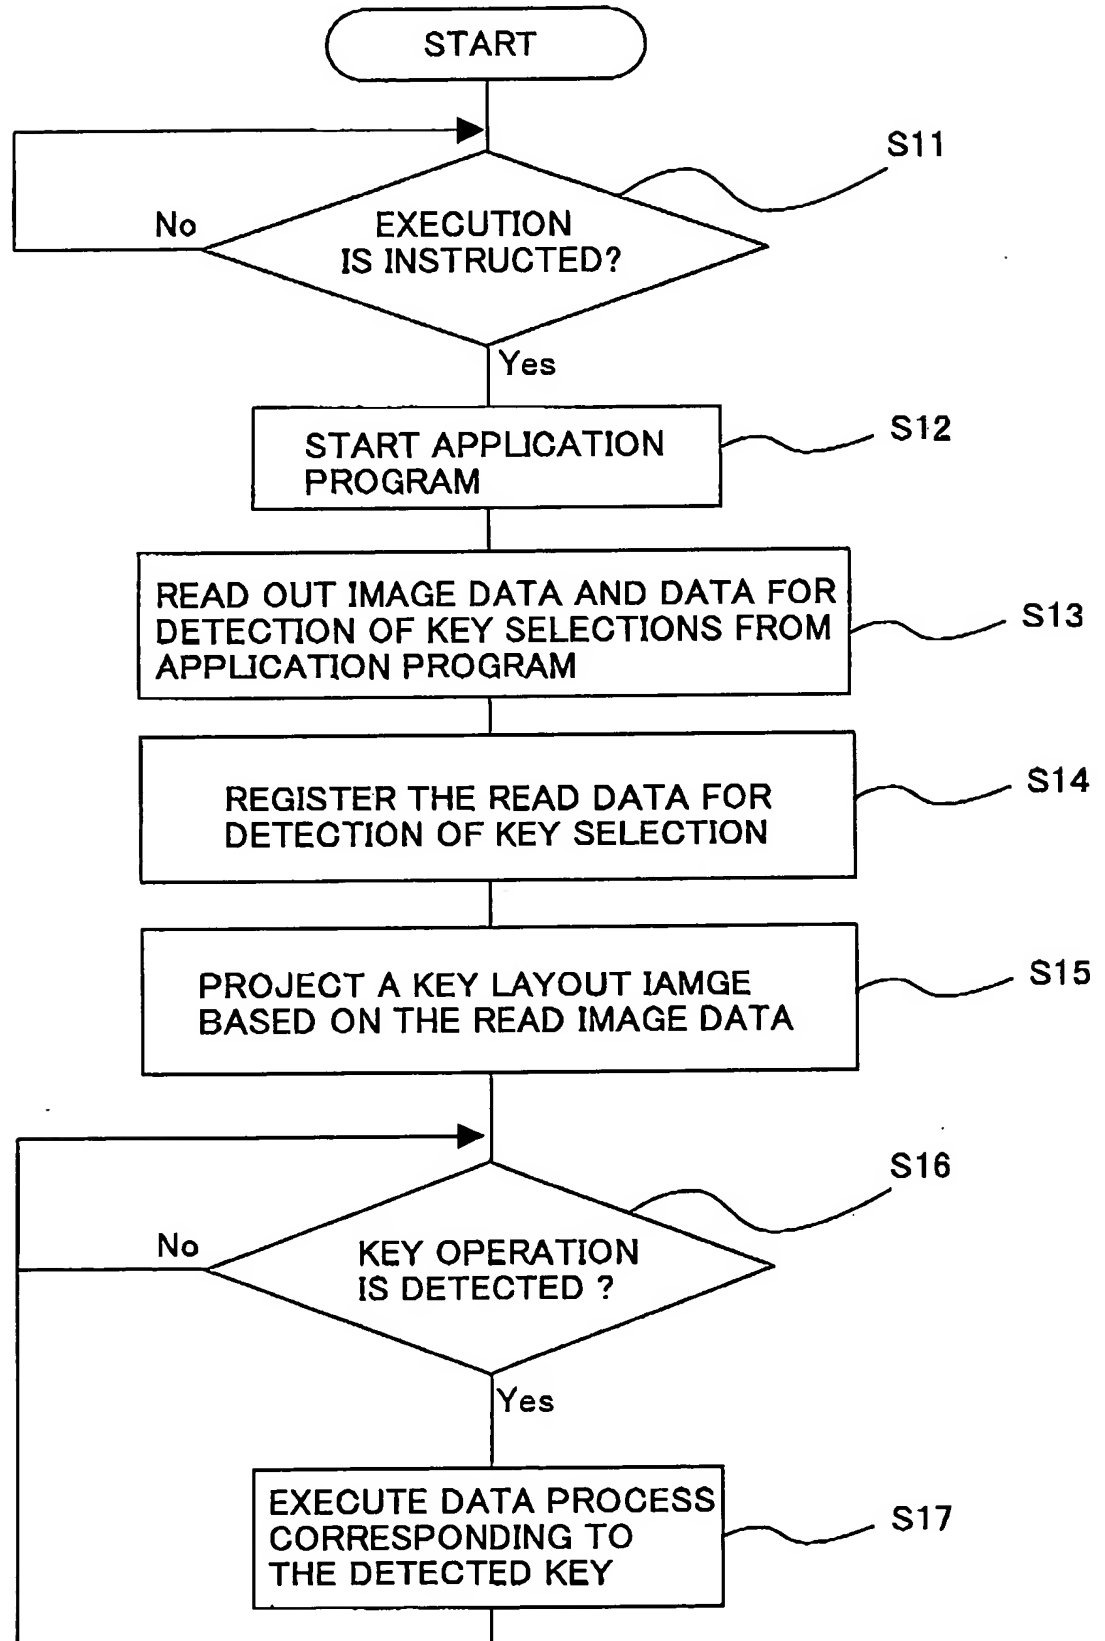 START
S11
No
EXECUTION
IS INSTRUCTED?
Yes
S12
START APPLICATION
PROGRAM
READ OUT IMAGE DATA AND DATA FOR
DETECTION OF KEY SELECTIONS FROM
APPLICATION PROGRAM
S13
REGISTER THE READ DATA FOR
DETECTION OF KEY SELECTION
S14
PROJECT A KEY LAYOUT IAMGE
BASED ON THE READ IMAGE DATA
S15
S16
No
KEY OPERATION
IS DETECTED ?
Yes
EXECUTE DATA PROCESS
CORRESPONDING TO
THE DETECTED KEY
S17